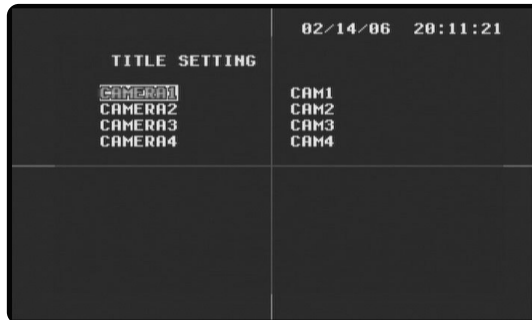 02/14/06 20:11:21
TITLE SETTING
CAMERA1 CAM1
CAMERA2 CAM2
CAMERA3 CAM3
CAMERA4 CAM4